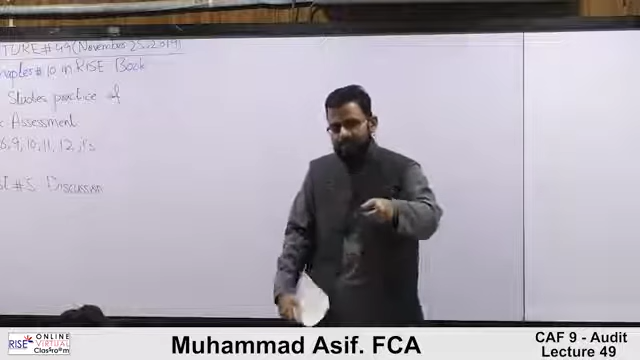 TURE#49(November 25, 2019)
hapter#10 in RISE Book
Studies practice of
Assessment
6,9,10,11,12,13
#5 Discussion
RISE
ONLINE
VIRTUAL
Classroom
Muhammad Asif. FCA
CAF 9 - Audit
Lecture 49